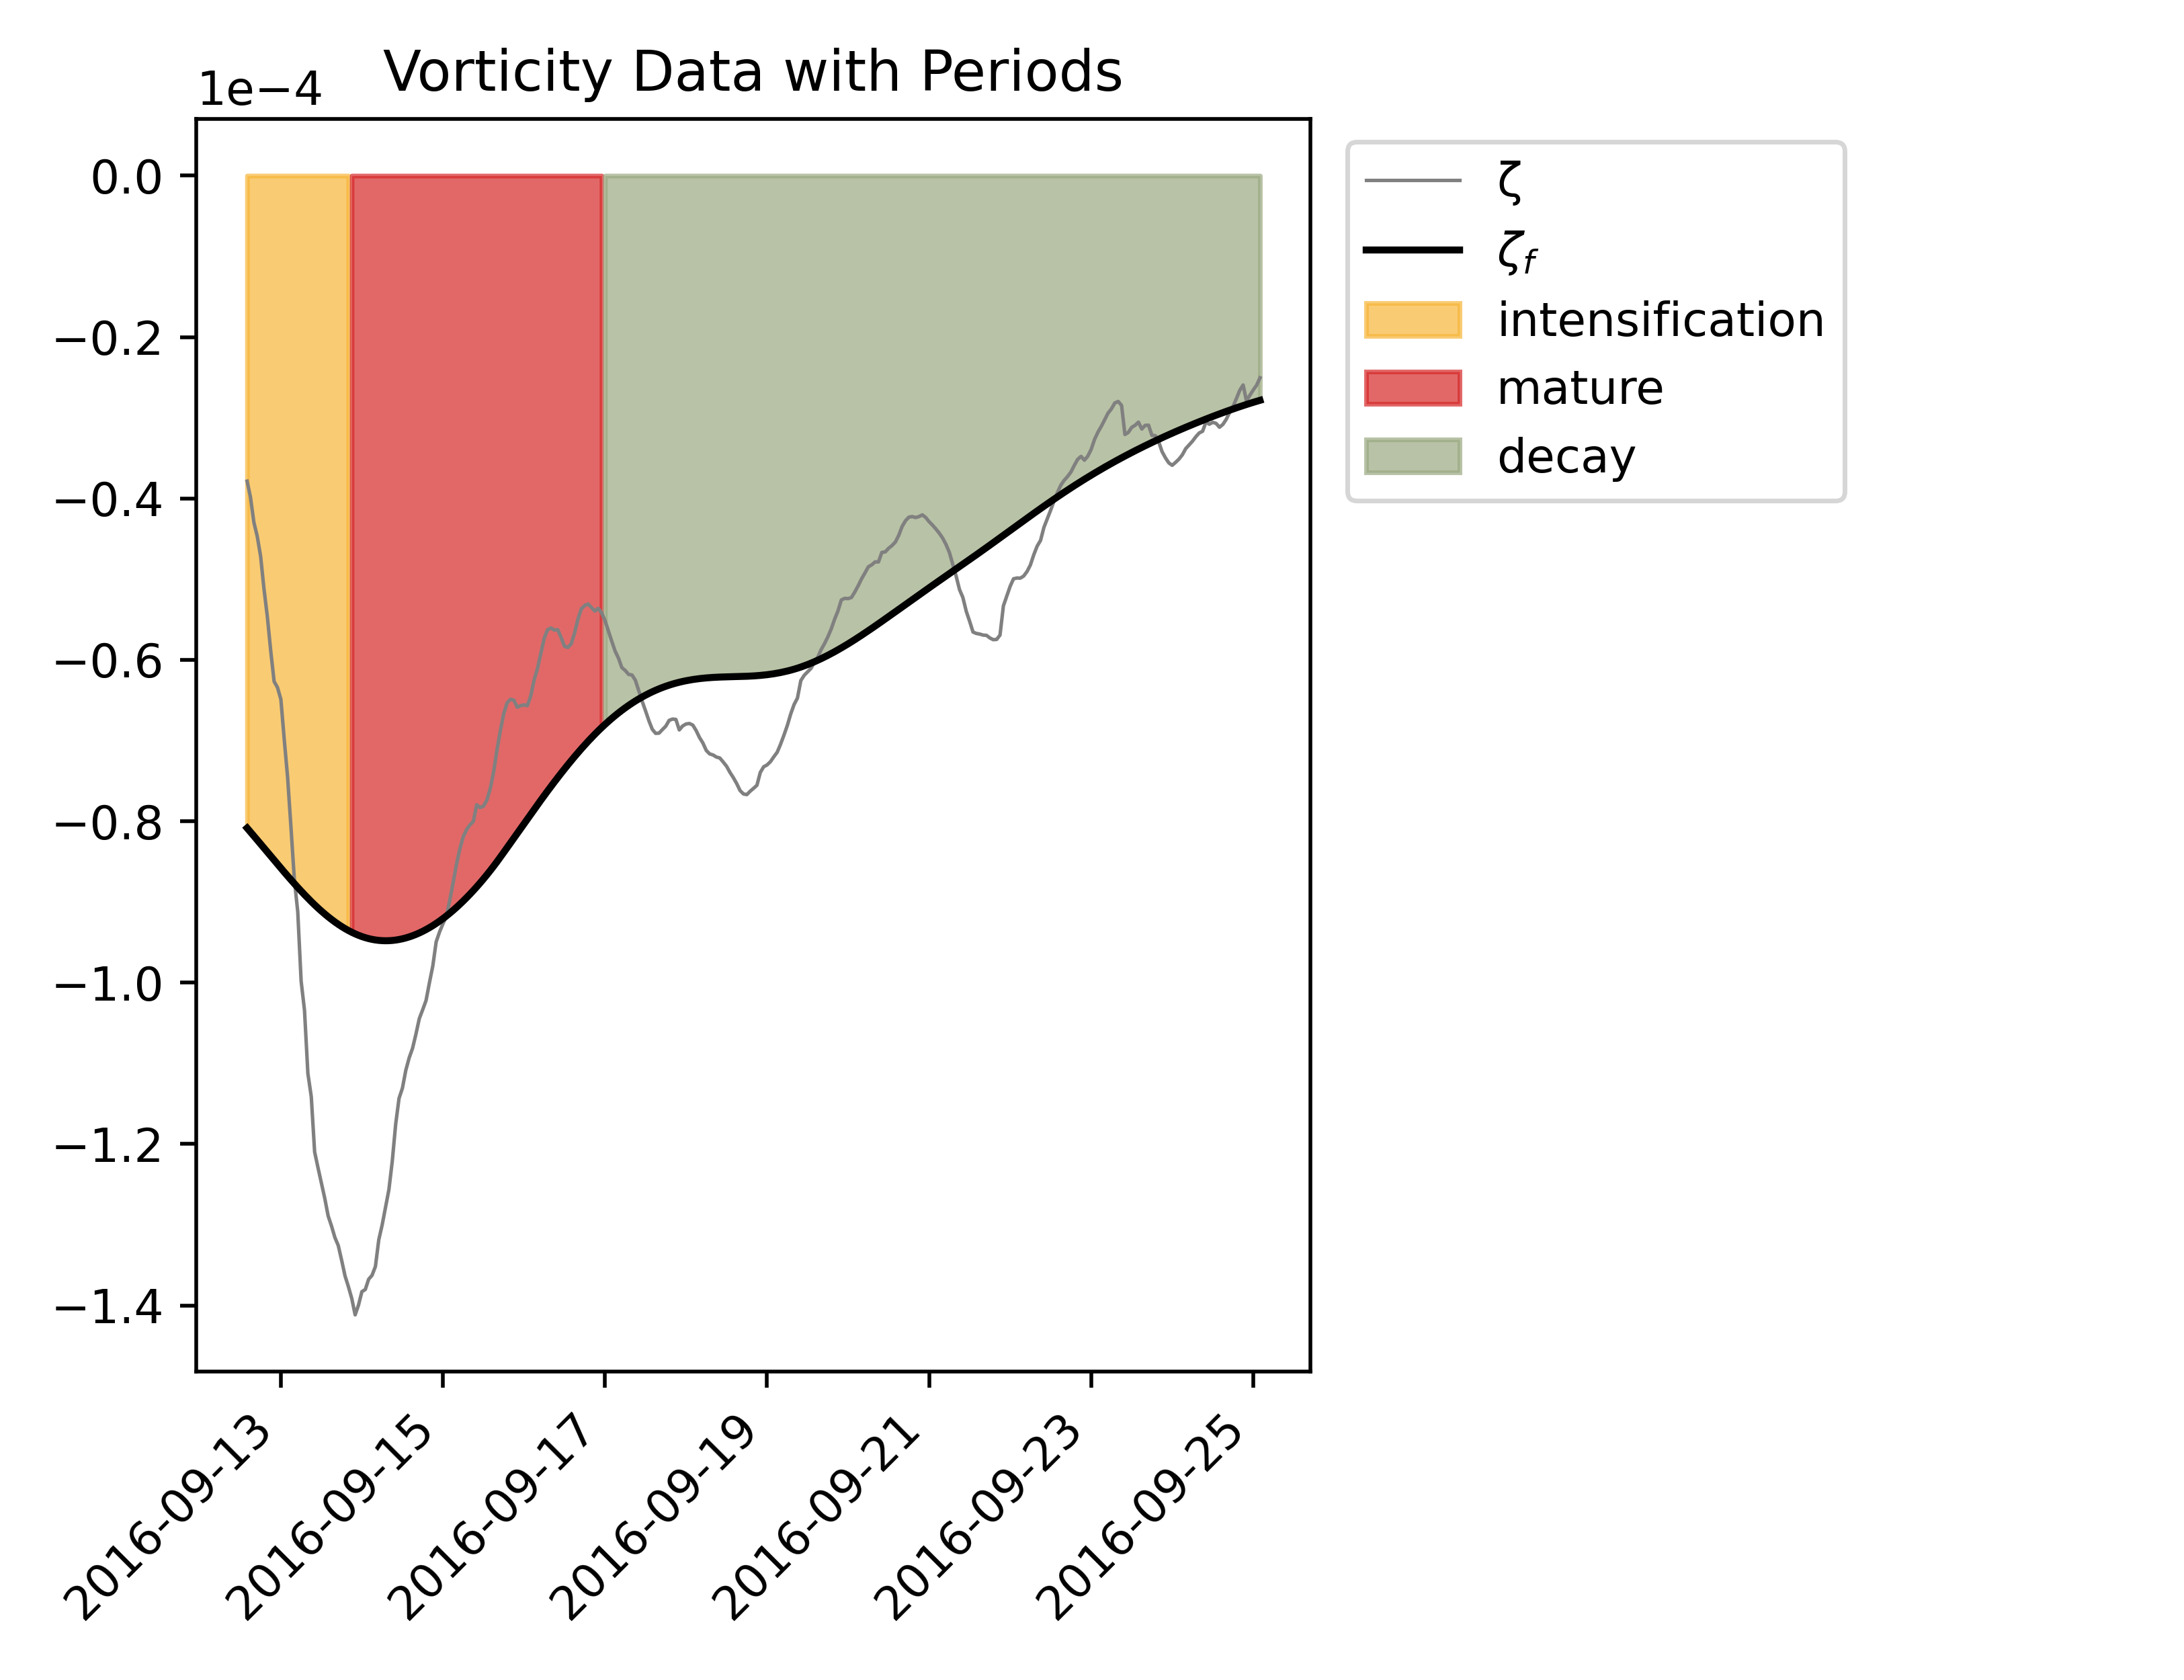 Vorticity Data with Periods
1e−4
0.0
−0.2
−0.4
−0.6
−0.8
−1.0
−1.2
−1.4
2016-09-13
2016-09-15
2016-09-17
2016-09-19
2016-09-21
2016-09-23
2016-09-25
ζ
ζf
intensification
mature
decay